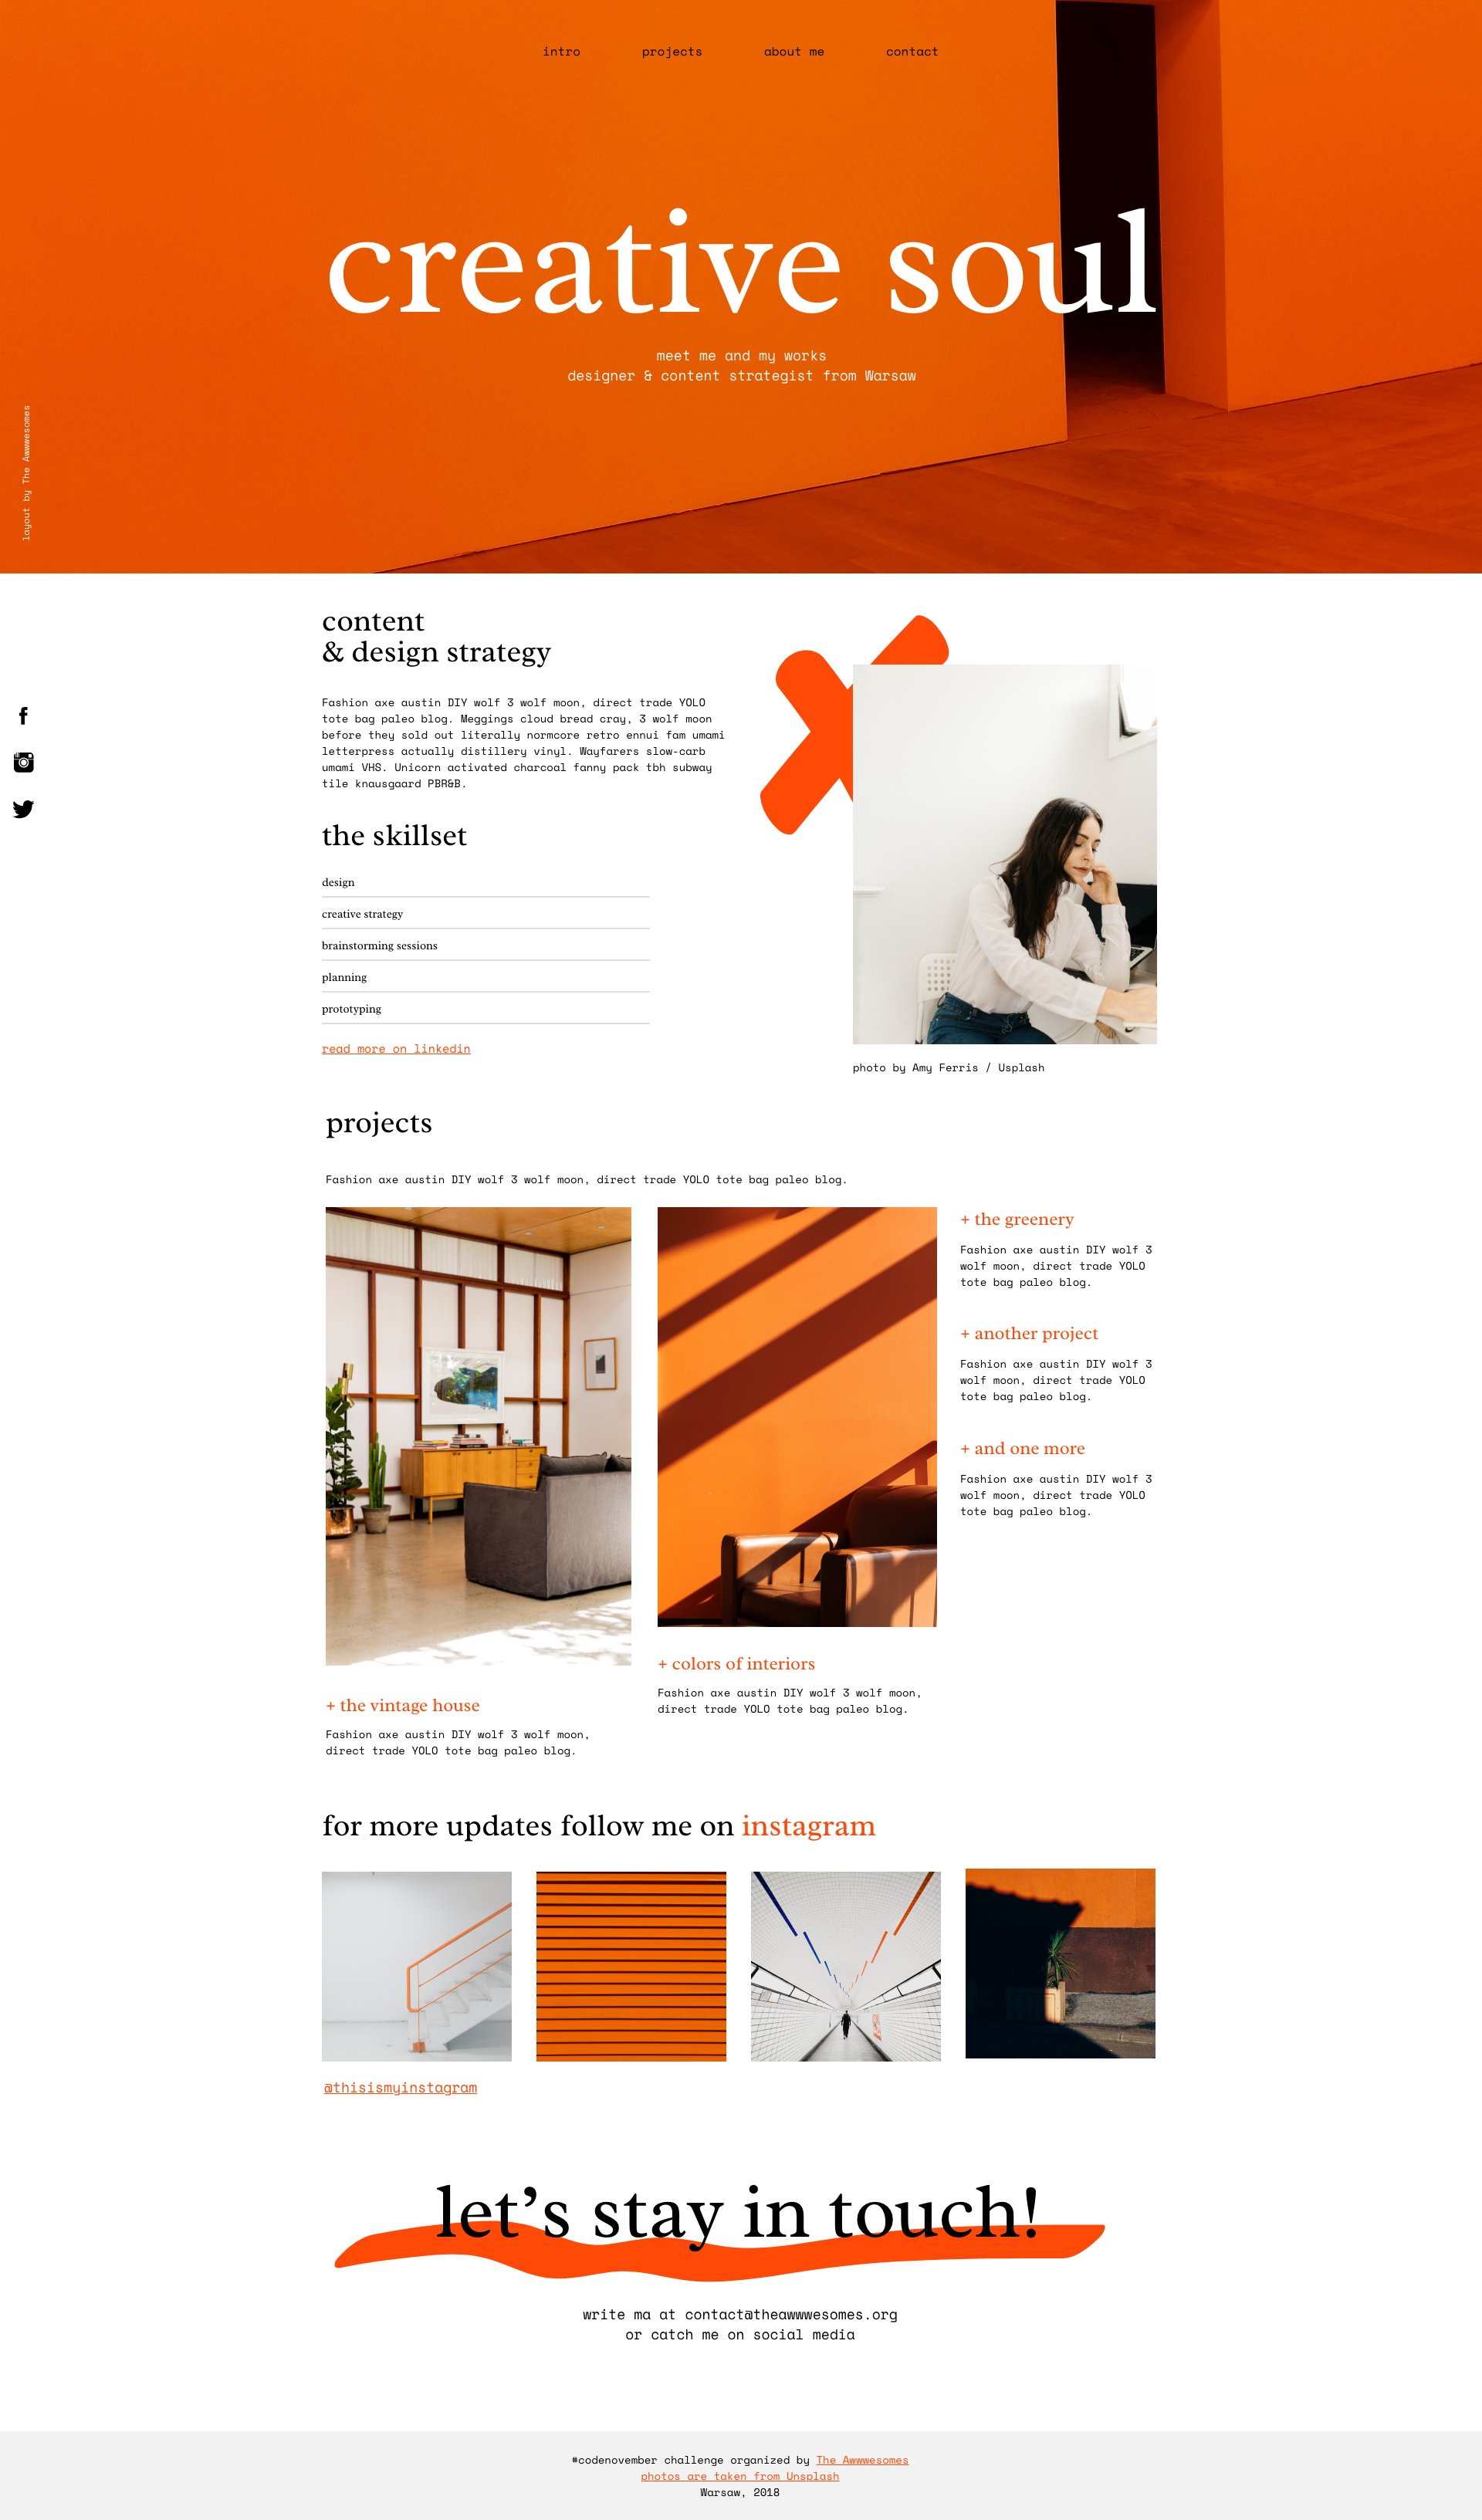 intro projects about me contact
creative soul
meet me and my works
designer & content strategist from Warsaw
layout by The Awwwesomes
content
& design strategy
Fashion axe austin DIY wolf 3 wolf moon, direct trade YOLO
tote bag paleo blog. Meggings cloud bread cray, 3 wolf moon
before they sold out literally normcore retro ennui fam umami
letterpress actually distillery vinyl. Wayfarers slow-carb
umami VHS. Unicorn activated charcoal fanny pack tbh subway
tile knausgaard PBR&B.
the skillset
design
creative strategy
brainstorming sessions
planning
prototyping
read more on linkedin
photo by Amy Ferris / Usplash
projects
Fashion axe austin DIY wolf 3 wolf moon, direct trade YOLO tote bag paleo blog.
+ the vintage house
Fashion axe austin DIY wolf 3 wolf moon,
direct trade YOLO tote bag paleo blog.
+ colors of interiors
Fashion axe austin DIY wolf 3 wolf moon,
direct trade YOLO tote bag paleo blog.
+ the greenery
Fashion axe austin DIY wolf 3
wolf moon, direct trade YOLO
tote bag paleo blog.
+ another project
Fashion axe austin DIY wolf 3
wolf moon, direct trade YOLO
tote bag paleo blog.
+ and one more
Fashion axe austin DIY wolf 3
wolf moon, direct trade YOLO
tote bag paleo blog.
for more updates follow me on instagram
@thisismyinstagram
let's stay in touch!
write ma at contact@theawwwesomes.org
or catch me on social media
#codenovember challenge organized by The Awwwesomes
photos are taken from Unsplash
Warsaw, 2018